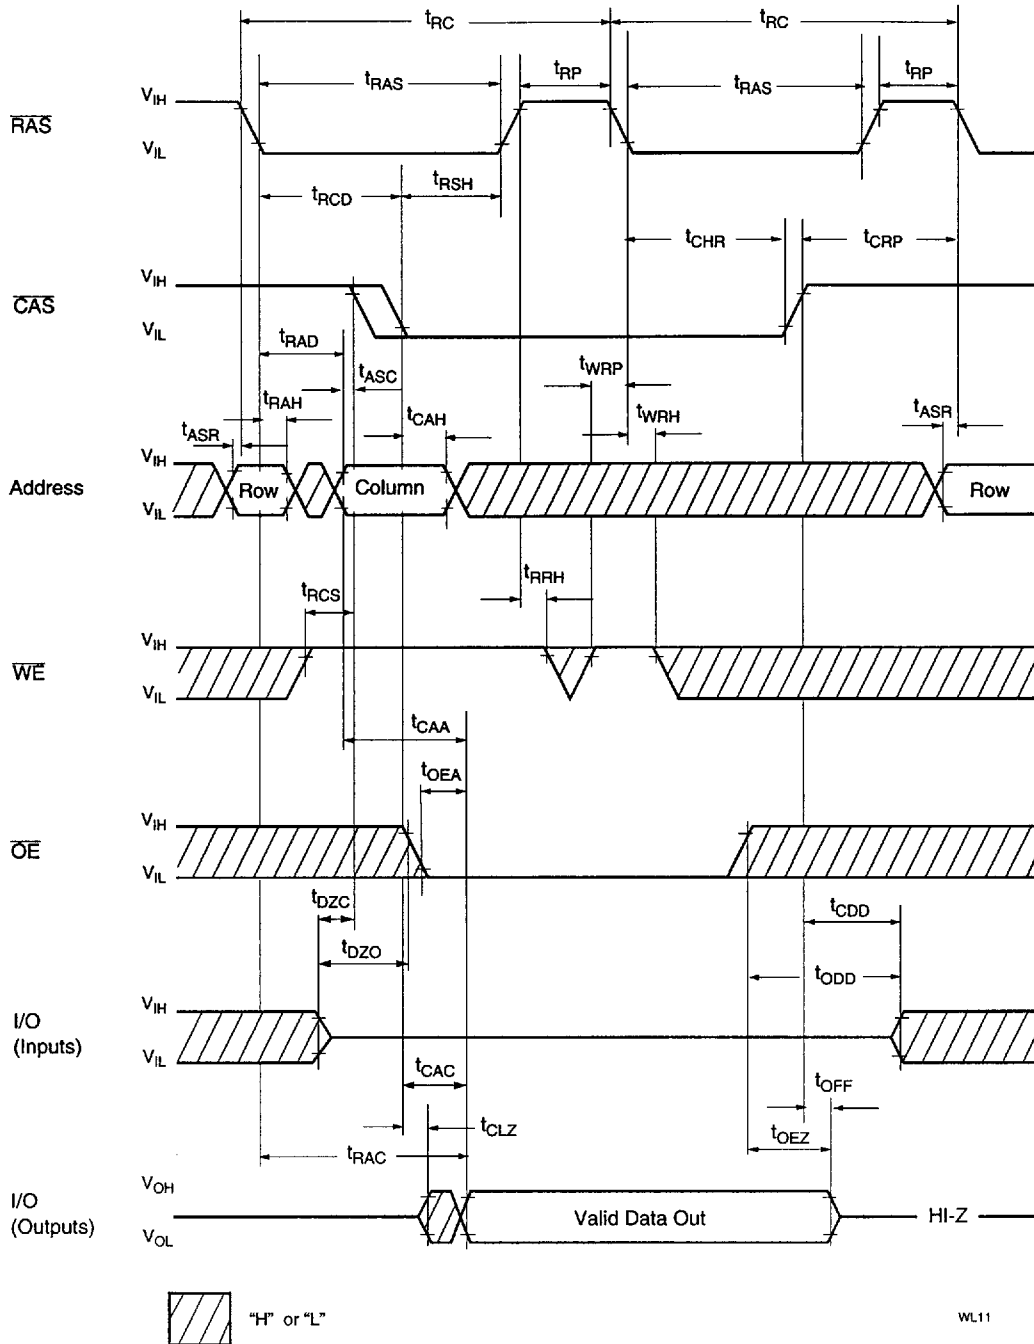 tRC tRC
tRAS tRP tRAS tRP
RAS VIH
VIL
tRCD tRSH
tCHR tCRP
CAS VIH
VIL
tRAD
tASC tWRP
tRAH tCAH tWRH
tASR tASR
Address VIH
Row Column Row
VIL
tRRH
tRCS
WE VIH
VIL
tCAA
tOEA
OE VIH
VIL
tDZC tCDD
tDZO tODD
I/O
(Inputs)
VIH
VIL
tCAC tOFF
tCLZ tOEZ
tRAC
I/O
(Outputs)
VOH
Valid Data Out HI-Z
VOL
"H" or "L"
WL11